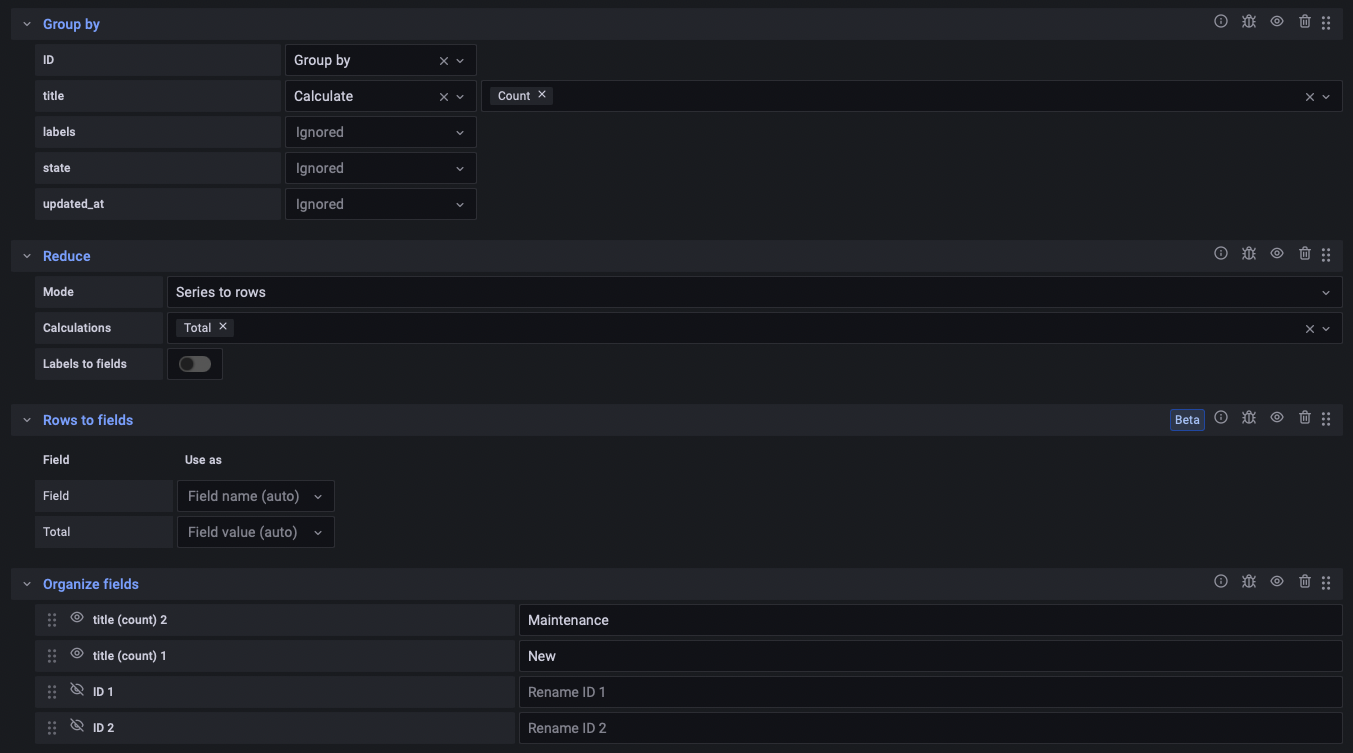 Group by
ID Group by
title Calculate Count
labels Ignored
state Ignored
updated_at Ignored
Reduce
Mode Series to rows
Calculations Total
Labels to fields
Rows to fields Beta
Field Use as
Field Field name (auto)
Total Field value (auto)
Organize fields
title (count) 2 Maintenance
title (count) 1 New
ID 1 Rename ID 1
ID 2 Rename ID 2